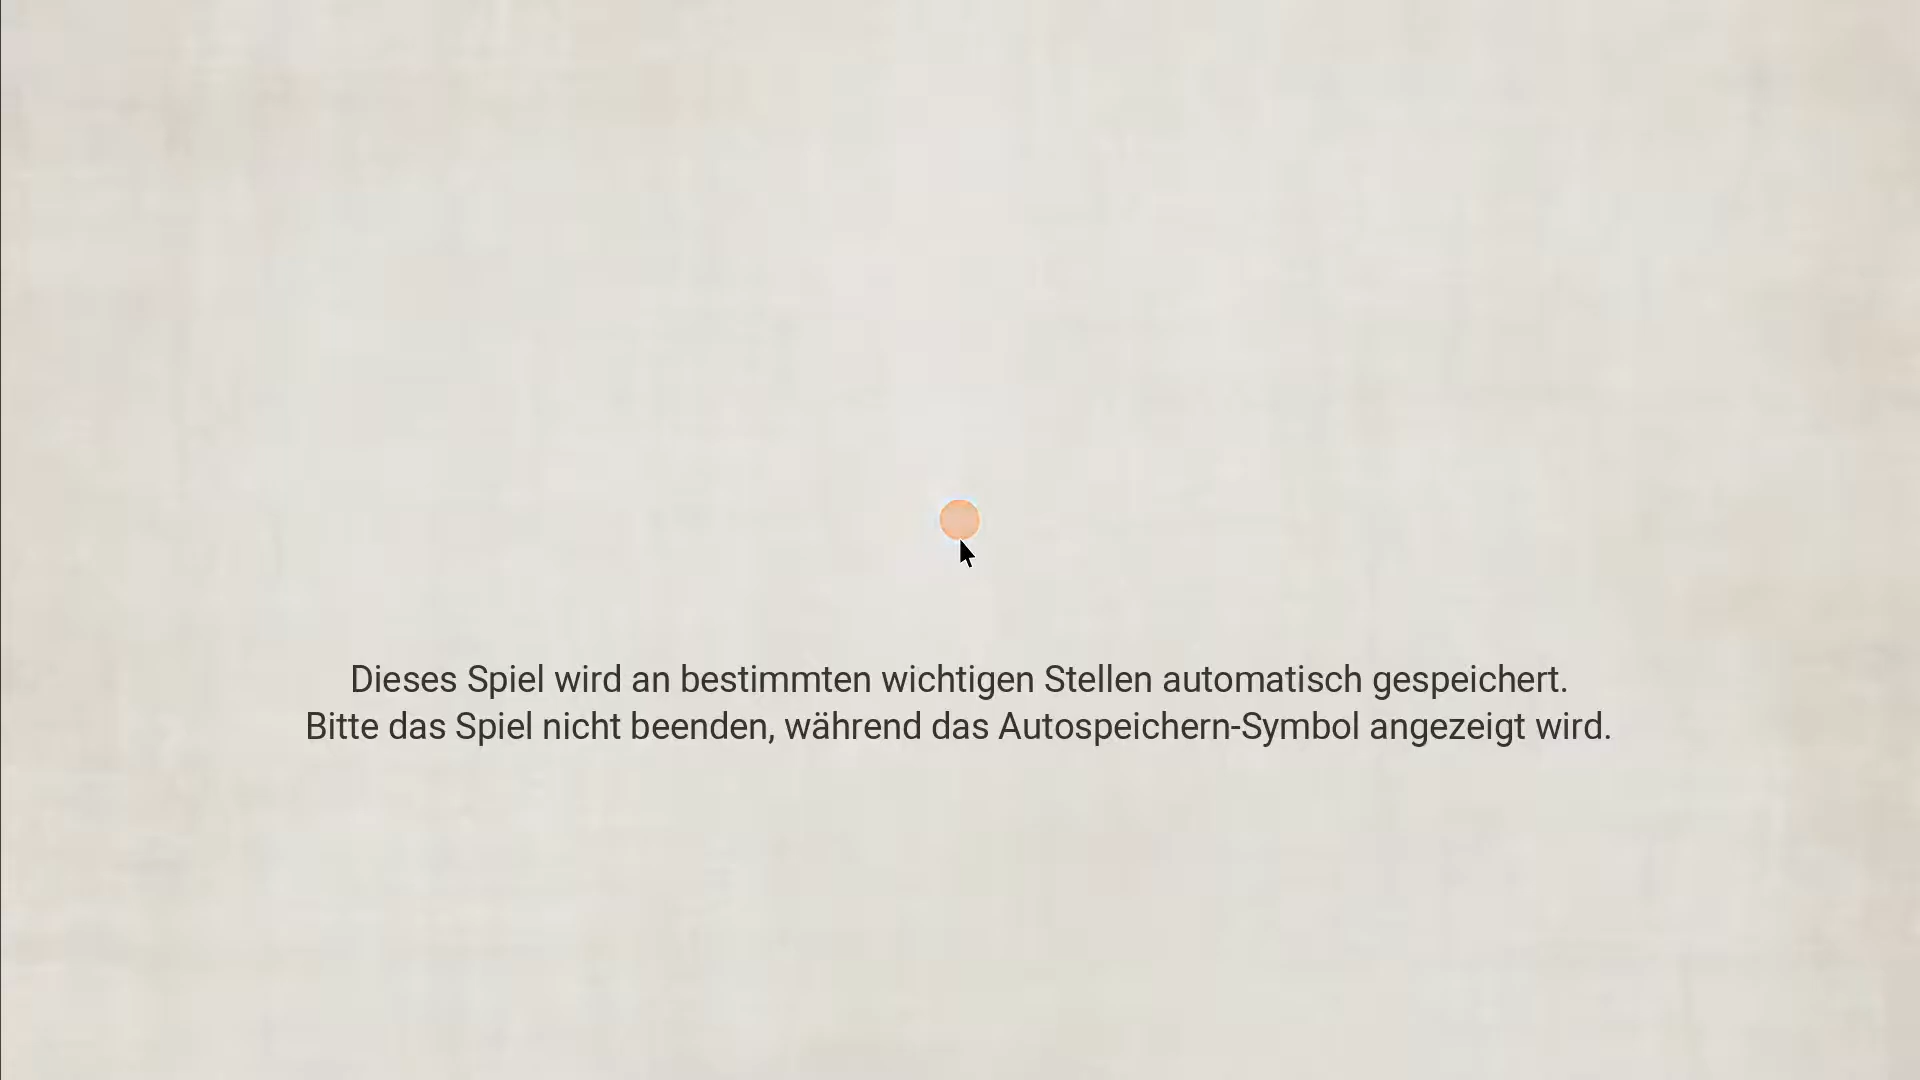 Dieses Spiel wird an bestimmten wichtigen Stellen automatisch gespeichert.
Bitte das Spiel nicht beenden, während das Autospeichern-Symbol angezeigt wird.